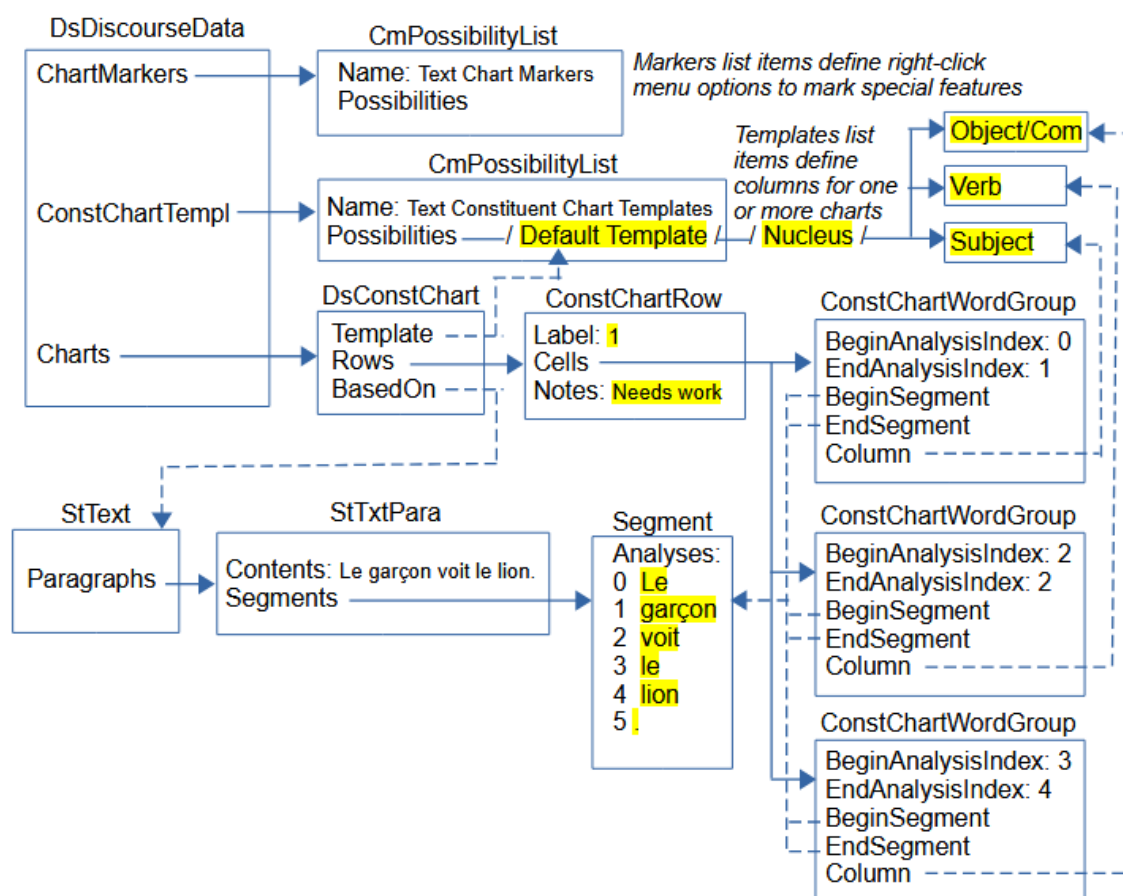 DsDiscourseData
ChartMarkers
ConstChartTempl
Charts
CmPossibilityList
Name: Text Chart Markers
Possibilities
Markers list items define right-click
menu options to mark special features
CmPossibilityList
Name: Text Constituent Chart Templates
Possibilities / Default Template / / Nucleus /
Templates list
items define
columns for one
or more charts
Object/Com
Verb
Subject
DsConstChart
Template
Rows
BasedOn
ConstChartRow
Label: 1
Cells
Notes: Needs work
ConstChartWordGroup
BeginAnalysisIndex: 0
EndAnalysisIndex: 1
BeginSegment
EndSegment
Column
StText
Paragraphs
StTxtPara
Contents: Le garçon voit le lion.
Segments
Segment
Analyses:
0 Le
1 garçon
2 voit
3 le
4 lion
5 .
ConstChartWordGroup
BeginAnalysisIndex: 2
EndAnalysisIndex: 2
BeginSegment
EndSegment
Column
ConstChartWordGroup
BeginAnalysisIndex: 3
EndAnalysisIndex: 4
BeginSegment
EndSegment
Column